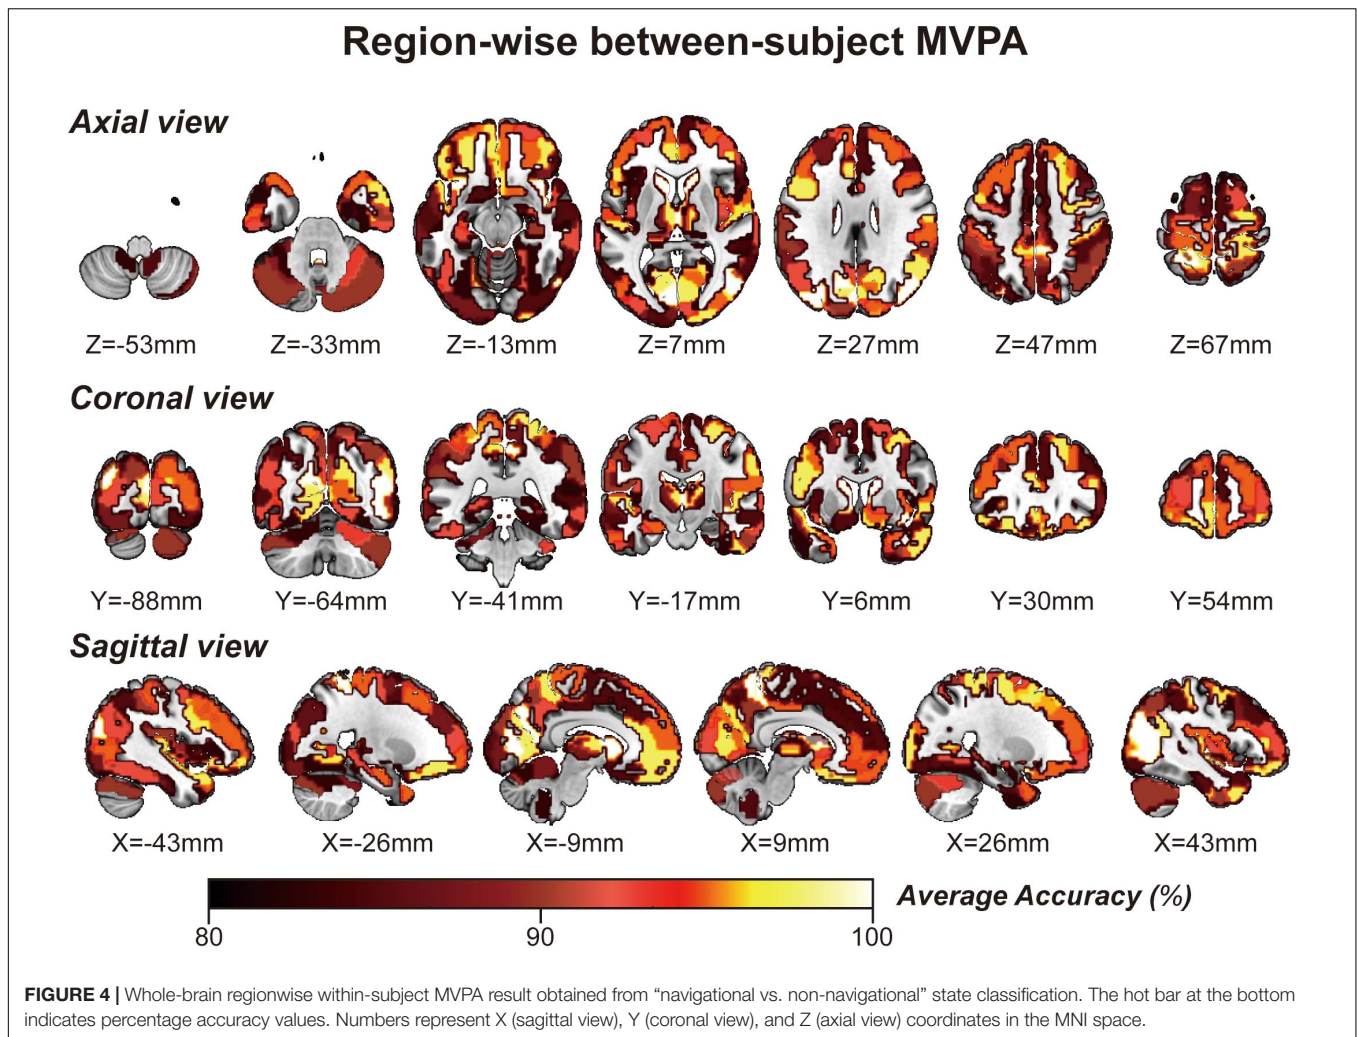 Region-wise between-subject MVPA
Axial view
Z=-53mm Z=-33mm Z=-13mm Z=7mm Z=27mm Z=47mm Z=67mm
Coronal view
Y=-88mm Y=-64mm Y=-41mm Y=-17mm Y=6mm Y=30mm Y=54mm
Sagittal view
X=-43mm X=-26mm X=-9mm X=9mm X=26mm X=43mm
Average Accuracy (%)
80 90 100
FIGURE 4 | Whole-brain regionwise within-subject MVPA result obtained from “navigational vs. non-navigational” state classification. The hot bar at the bottom
indicates percentage accuracy values. Numbers represent X (sagittal view), Y (coronal view), and Z (axial view) coordinates in the MNI space.